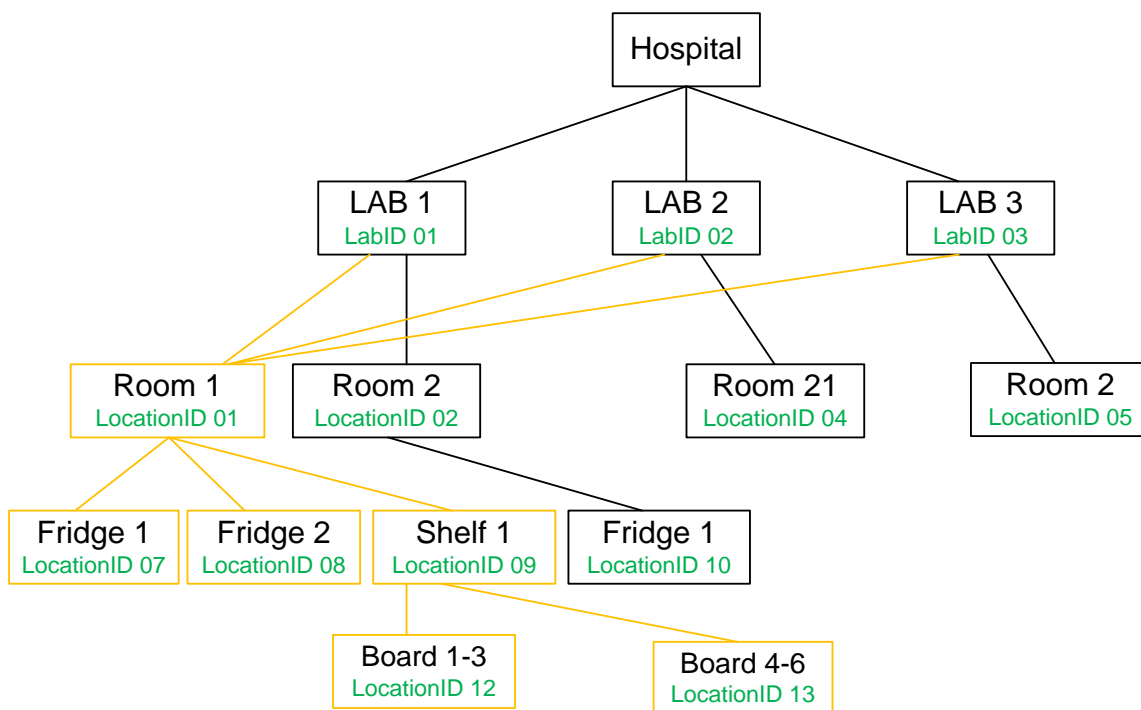 Hospital
LAB 1
LabID 01
LAB 2
LabID 02
LAB 3
LabID 03
Room 1
LocationID 01
Room 2
LocationID 02
Room 21
LocationID 04
Room 2
LocationID 05
Fridge 1
LocationID 07
Fridge 2
LocationID 08
Shelf 1
LocationID 09
Fridge 1
LocationID 10
Board 1-3
LocationID 12
Board 4-6
LocationID 13